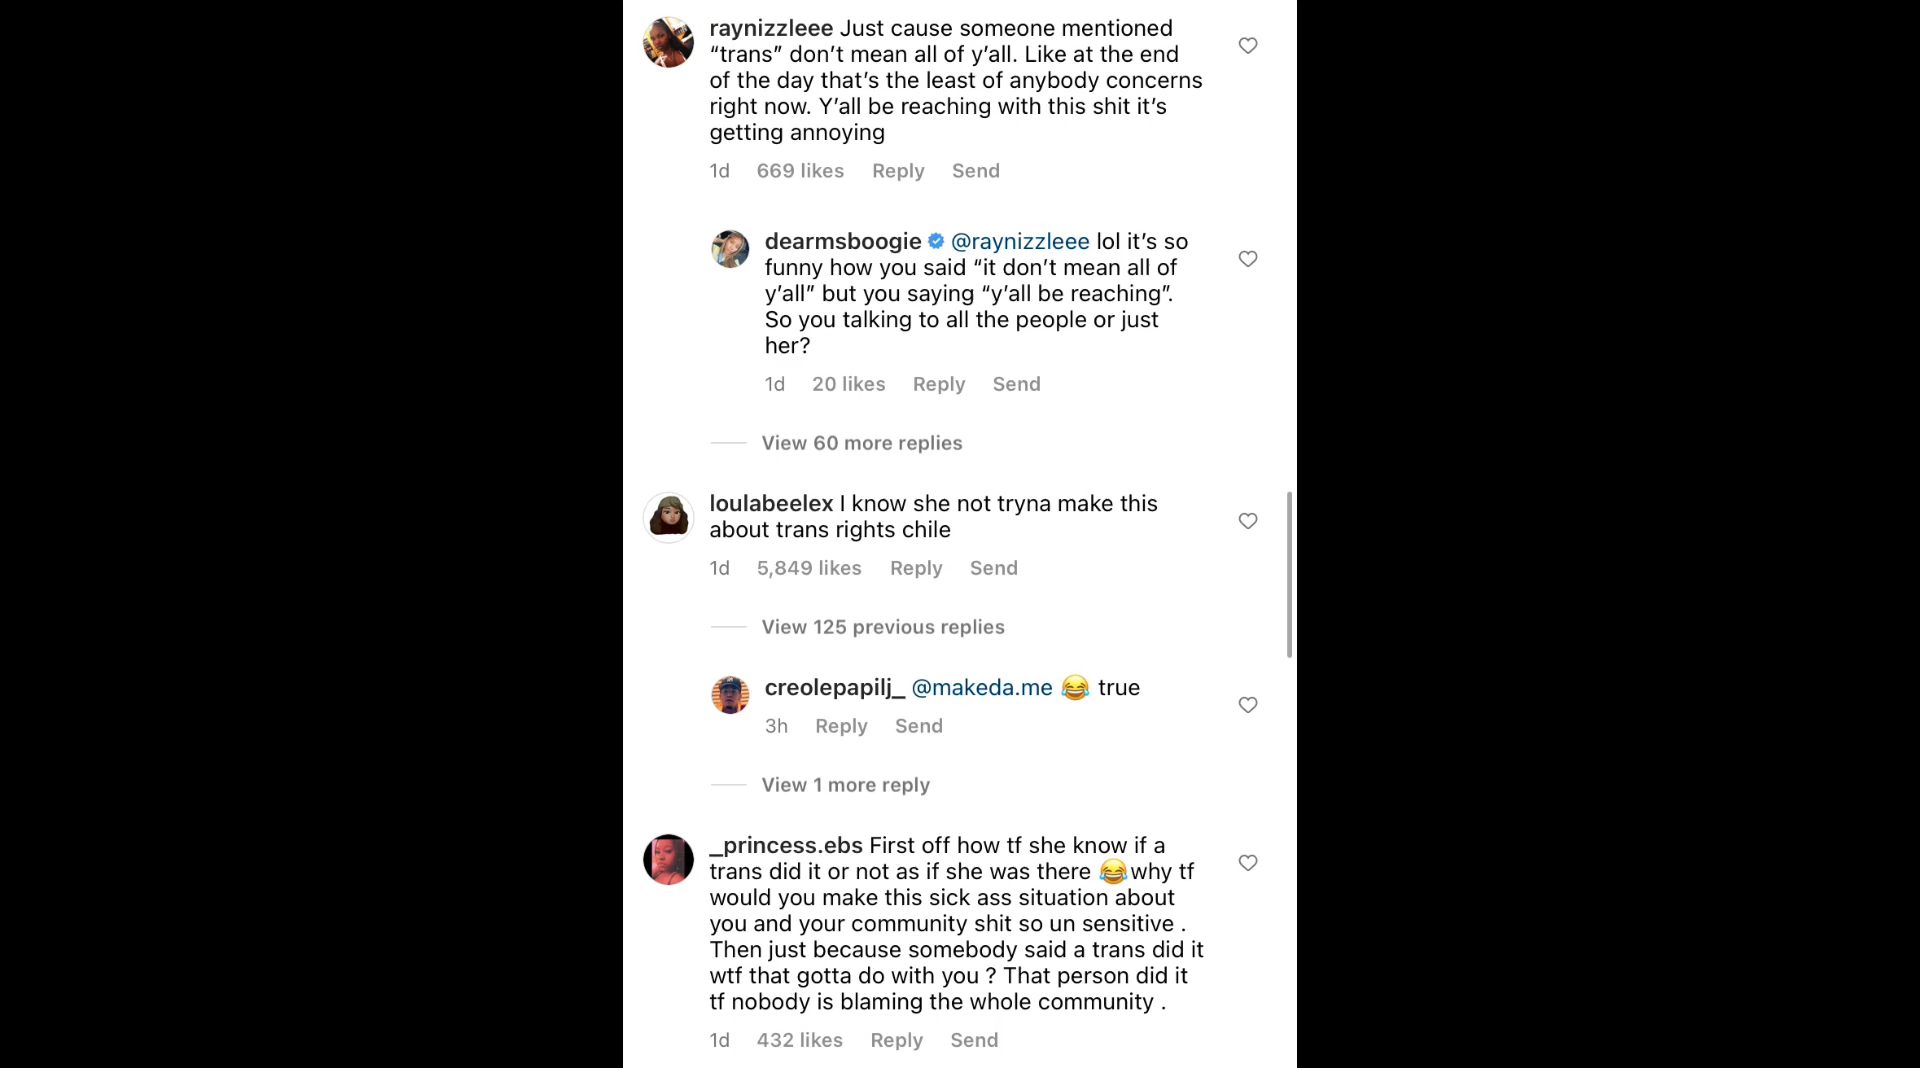 raynizzleee Just cause someone mentioned
“trans” don’t mean all of y’all. Like at the end
of the day that’s the least of anybody concerns
right now. Y’all be reaching with this shit it’s
getting annoying
1d 669 likes Reply Send
dearmsboogie @raynizzleee lol it’s so
funny how you said “it don’t mean all of
y’all” but you saying “y’all be reaching”.
So you talking to all the people or just
her?
1d 20 likes Reply Send
View 60 more replies
loulabeelex I know she not tryna make this
about trans rights chile
1d 5,849 likes Reply Send
View 125 previous replies
creolepapilj_ @makeda.me 😂 true
3h Reply Send
View 1 more reply
_princess.ebs First off how tf she know if a
trans did it or not as if she was there 😂why tf
would you make this sick ass situation about
you and your community shit so un sensitive .
Then just because somebody said a trans did it
wtf that gotta do with you ? That person did it
tf nobody is blaming the whole community .
1d 432 likes Reply Send